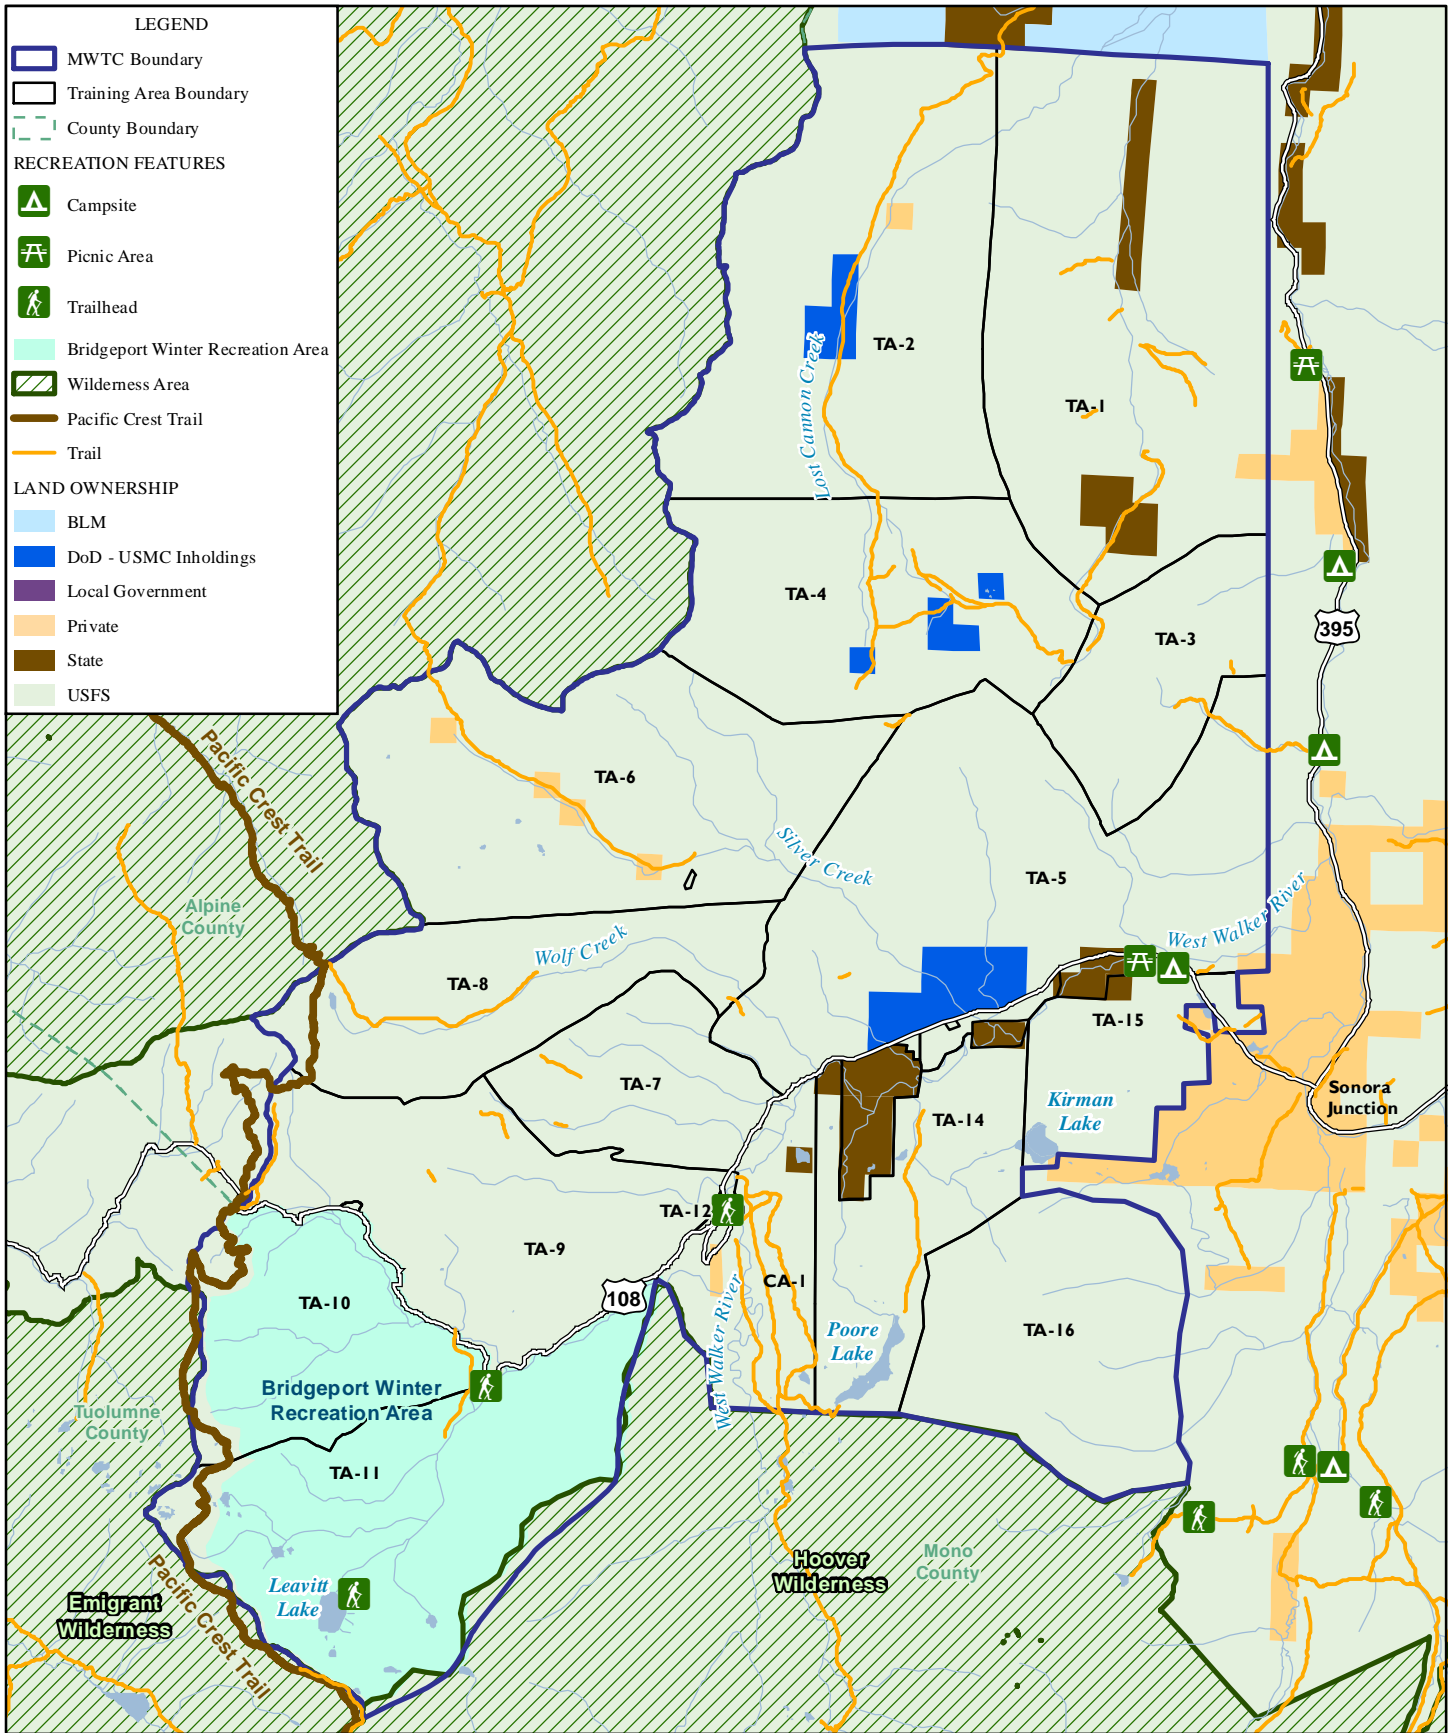 LEGEND
MWTC Boundary
Training Area Boundary
County Boundary
RECREATION FEATURES
Campsite
Picnic Area
Trailhead
Bridgeport Winter Recreation Area
Wilderness Area
Pacific Crest Trail
Trail
LAND OWNERSHIP
BLM
DoD - USMC Inholdings
Local Government
Private
State
USFS
TA-2
Lost Cannon Creek
TA-1
TA-4
TA-3
395
Pacific Crest Trail
TA-6
Silver Creek
TA-5
Alpine
County
West Walker River
Wolf Creek
TA-8
TA-15
TA-7
Kirman
Lake
Sonora
Junction
TA-14
TA-12
TA-9
CA-1
108
TA-10
West Walker River
Poore
Lake
TA-16
Bridgeport Winter
Recreation Area
Tuolumne
County
TA-11
Hoover
Wilderness
Mono
County
Leavitt
Lake
Emigrant
Wilderness
Pacific Crest Trail